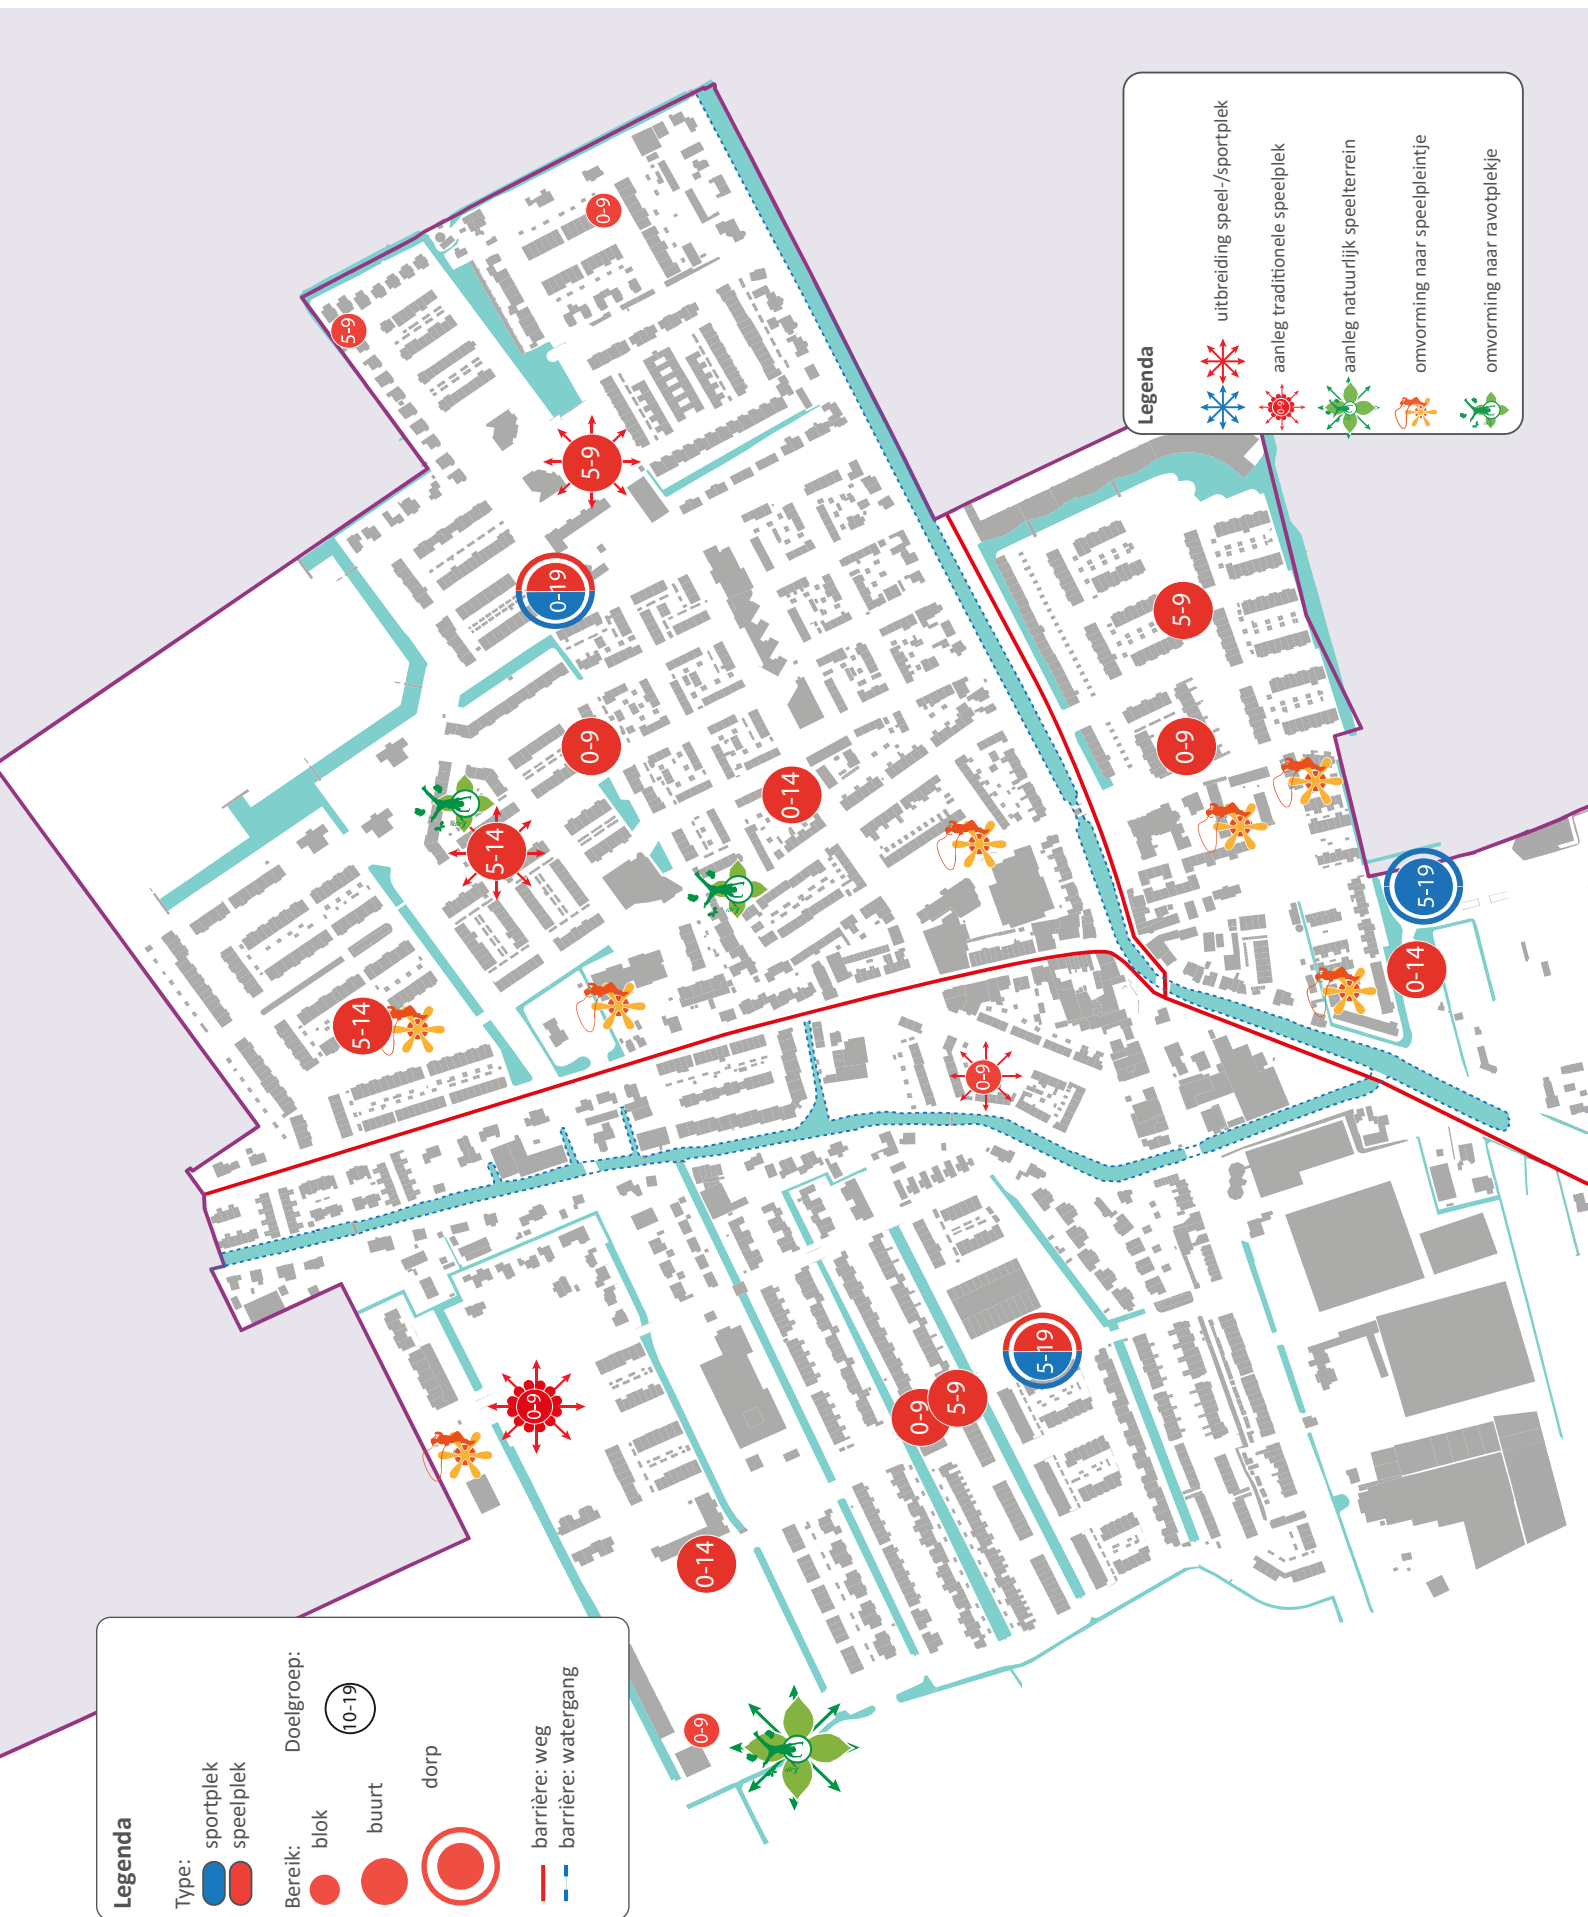 Legenda
uitbreiding speel-/sportplek
0-9
aanleg traditionele speelplek
aanleg natuurlijk speelterrein
omvorming naar speelpleintje
omvorming naar ravotplekje
5-9
0-9
5-9
0-19
5-9
0-9
0-9
0-14
5-14
5-14
5-19
0-14
0-9
0-9
5-19
0-9
5-9
0-14
0-9
Legenda
Type:
sportplek
speelplek
Bereik:
blok
buurt
dorp
Doelgroep:
10-19
barrière: weg
barrière: watergang